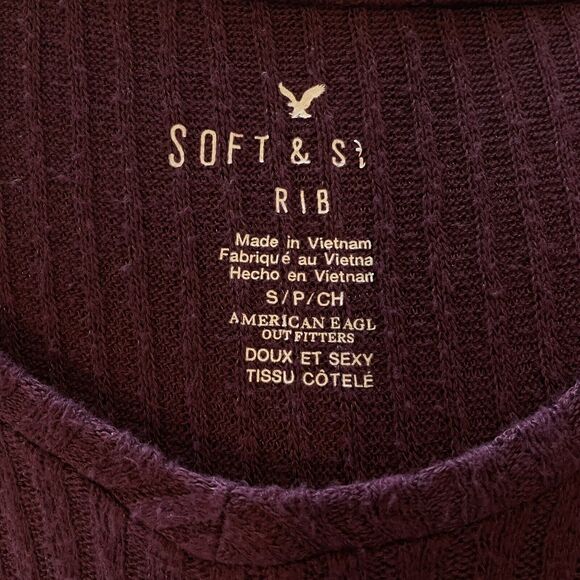 SOFT & S
RIB
Made in Vietnam
Fabriqué au Vietna
Hecho en Vietnam
S/P/CH
AMERICAN EAGL
OUTFITTERS
DOUX ET SEXY
TISSU CÔTELÉ